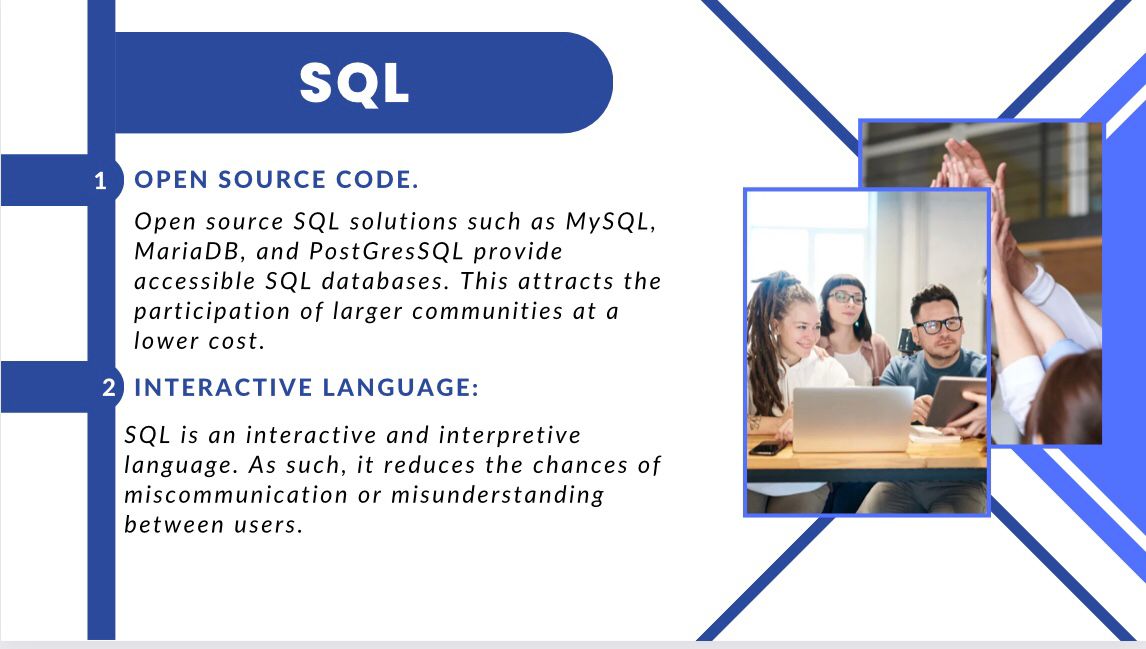 SQL
1
OPEN SOURCE CODE.
Open source SQL solutions such as MySQL,
MariaDB, and PostGresSQL provide
accessible SQL databases. This attracts the
participation of larger communities at a
lower cost.
2
INTERACTIVE LANGUAGE:
SQL is an interactive and interpretive
language. As such, it reduces the chances of
miscommunication or misunderstanding
between users.